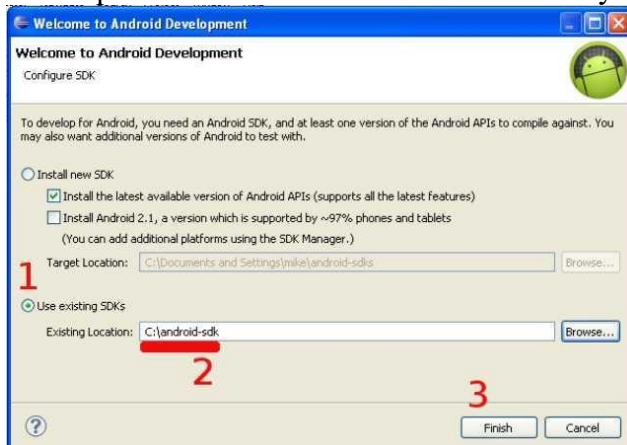 Welcome to Android Development
Welcome to Android Development
Configure SDK
To develop for Android, you need an Android SDK, and at least one version of the Android APIs to compile against. You
may also want additional versions of Android to test with.
Install new SDK
Install the latest available version of Android APIs (supports all the latest features)
Install Android 2.1, a version which is supported by ~97% phones and tablets
(You can add additional platforms using the SDK Manager.)
Target Location: C:\Documents and Settings\mike\android-sdks Browse...
1
Use existing SDKs
Existing Location: C:\android-sdk Browse...
2
3
? Finish Cancel